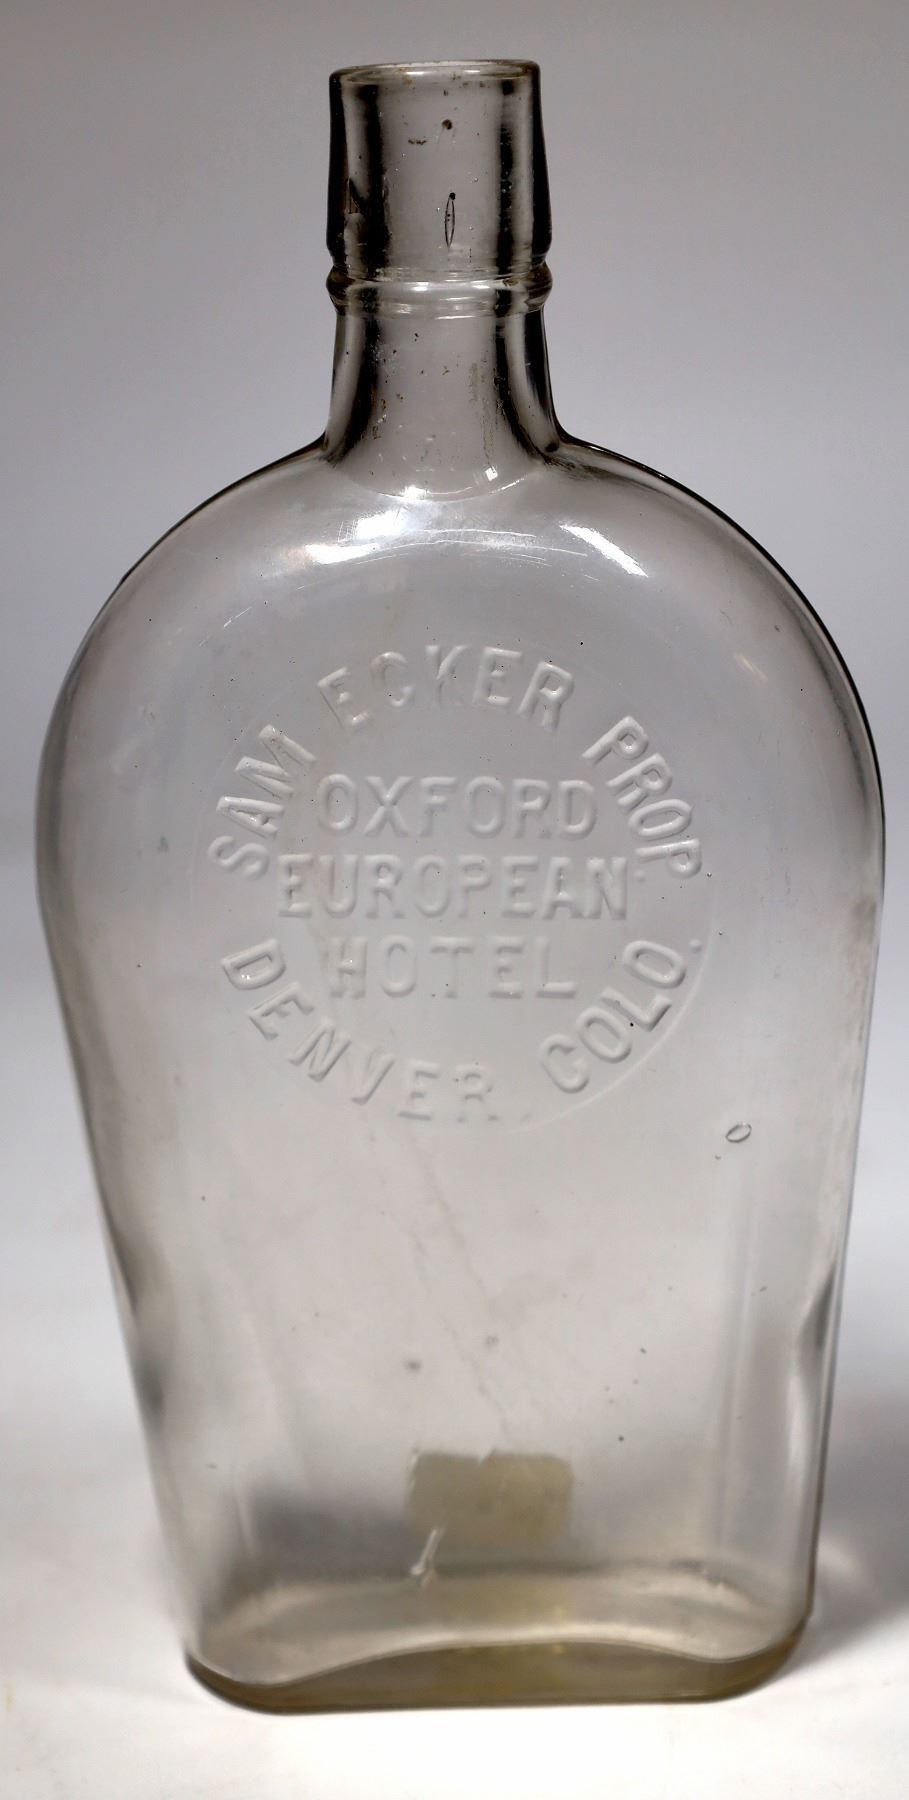 SAM ECKER PROP.
OXFORD
EUROPEAN
HOTEL
DENVER COLO.